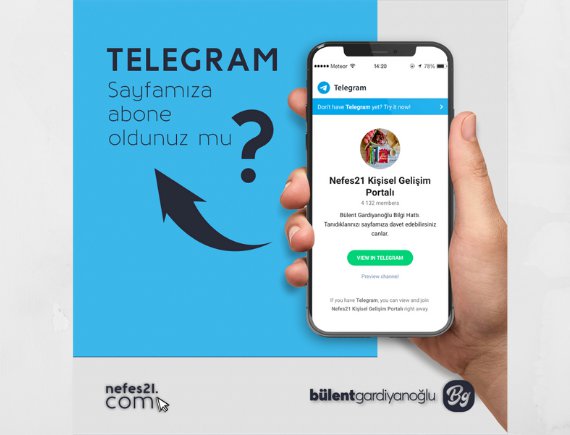 TELEGRAM
Sayfamıza
abone
oldunuz mu
?
Meteor
14:20
78%
Telegram
Don't have Telegram yet? Try it now!
Nefes21 Kişisel Gelişim
Portalı
4 132 members
Bülent Gardiyanoğlu Bilgi Hattı
Tanıdıklarınızı sayfamıza davet edebilirsiniz
canlar.
VIEW IN TELEGRAM
Preview channel
If you have Telegram, you can view and join
Nefes21 Kişisel Gelişim Portalı right away
nefes21.
com
bülentgardiyanoğlu
Bg